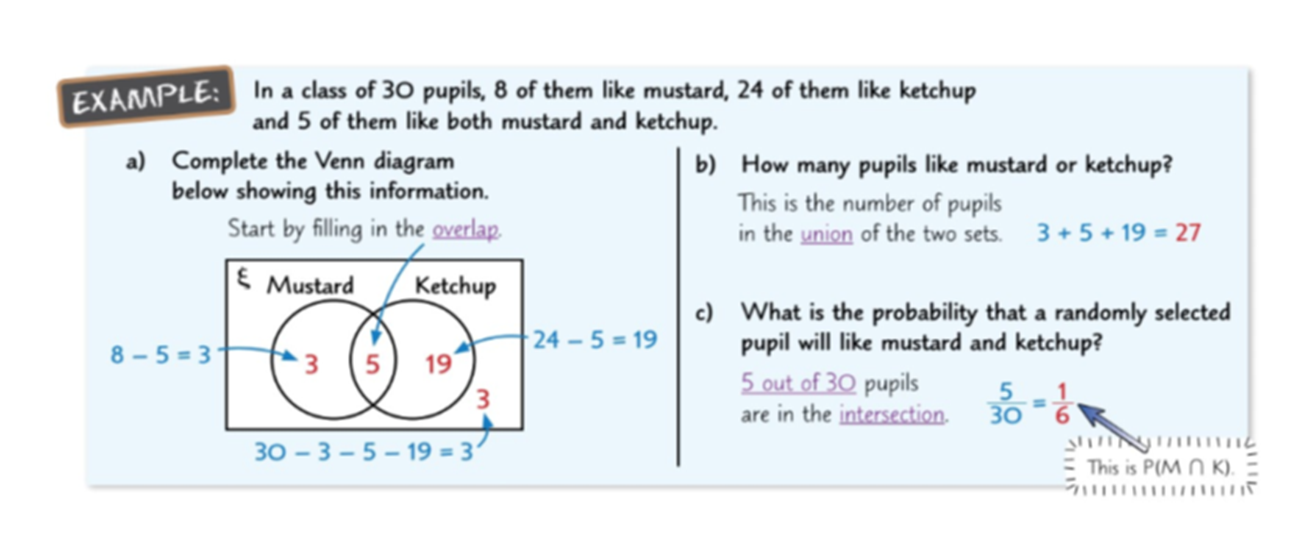 EXAMPLE:
In a class of 30 pupils, 8 of them like mustard, 24 of them like ketchup
and 5 of them like both mustard and ketchup.
a) Complete the Venn diagram
below showing this information.
Start by filling in the overlap.
ξ Mustard Ketchup
8 – 5 = 3
3 5 19
24 – 5 = 19
3
30 – 3 – 5 – 19 = 3
b) How many pupils like mustard or ketchup?
This is the number of pupils
in the union of the two sets. 3 + 5 + 19 = 27
c) What is the probability that a randomly selected
pupil will like mustard and ketchup?
5 out of 30 pupils
are in the intersection.
5/30 = 1/6
This is P(M ∩ K).